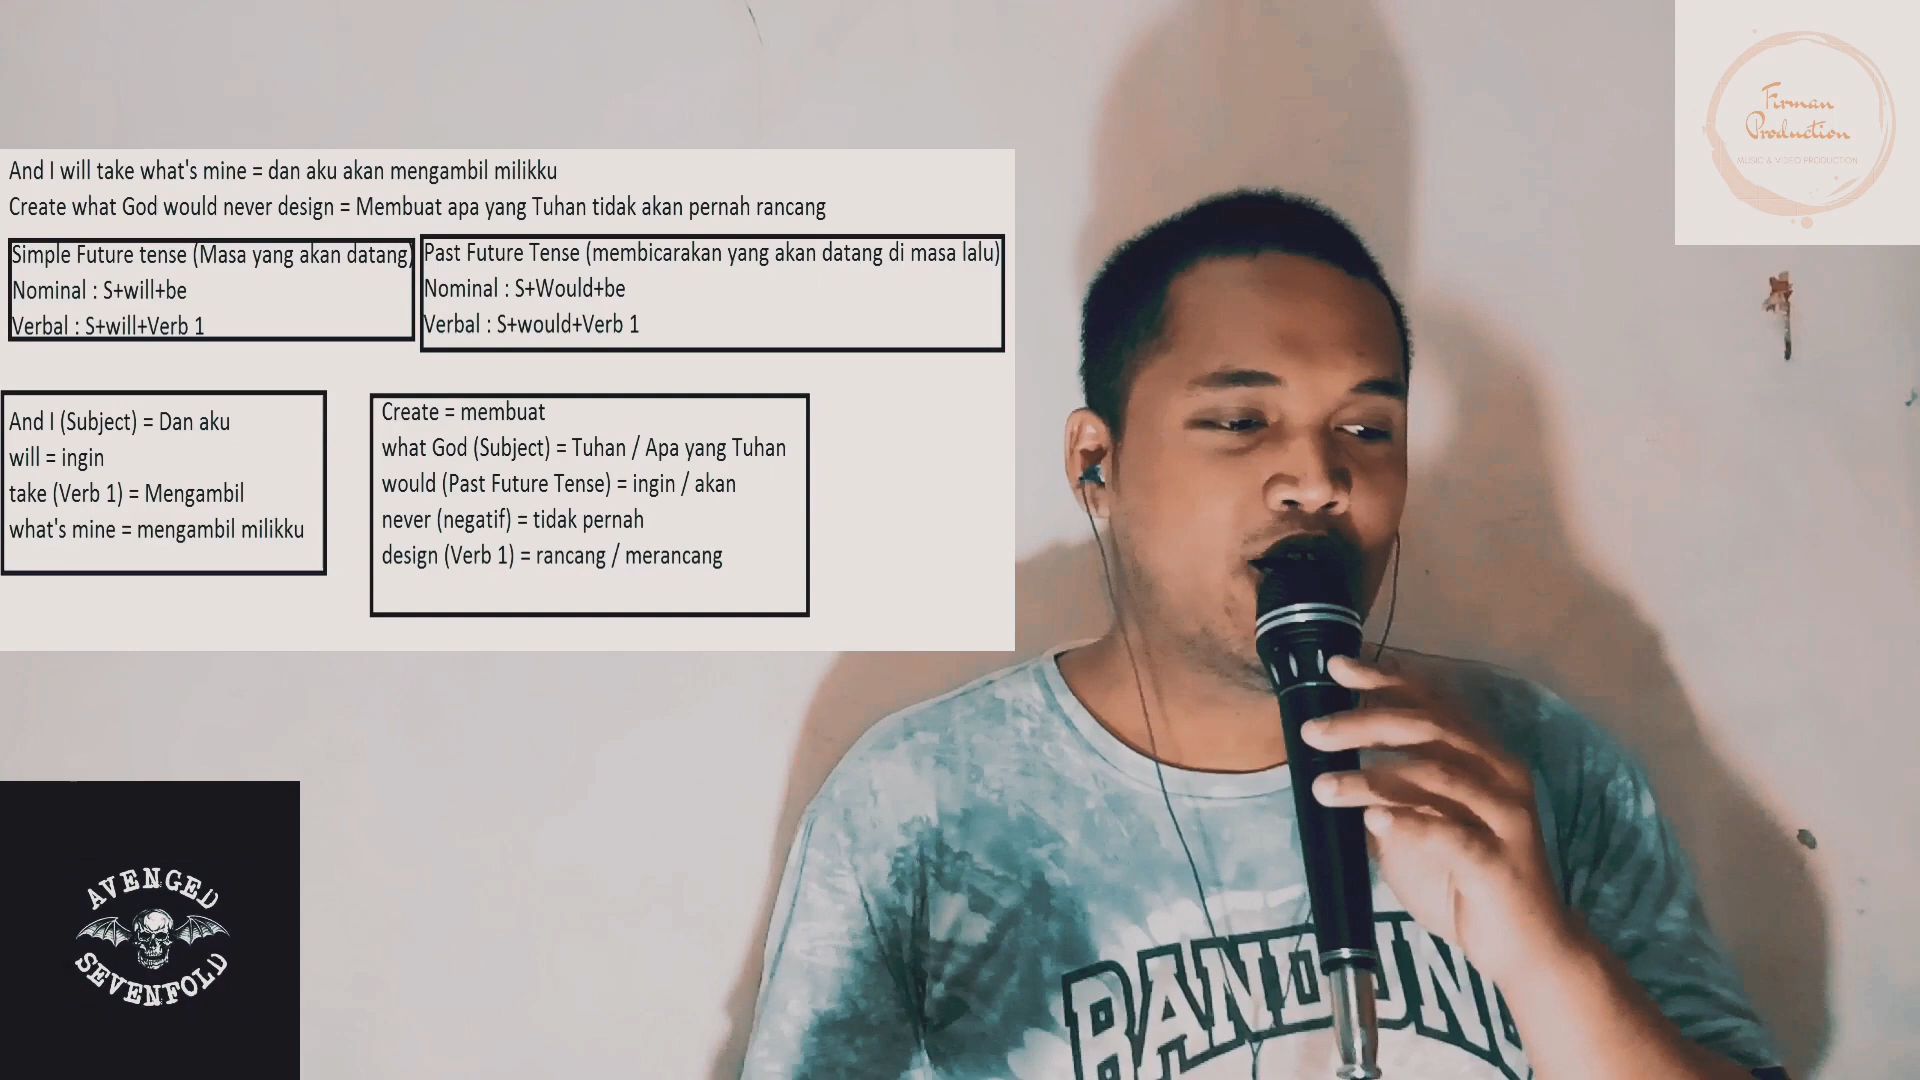 And I will take what's mine = dan aku akan mengambil milikku
Create what God would never design = Membuat apa yang Tuhan tidak akan pernah rancang
Simple Future tense (Masa yang akan datang)
Nominal : S+will+be
Verbal : S+will+Verb 1
Past Future Tense (membicarakan yang akan datang di masa lalu)
Nominal : S+Would+be
Verbal : S+would+Verb 1
And I (Subject) = Dan aku
will = ingin
take (Verb 1) = Mengambil
what's mine = mengambil milikku
Create = membuat
what God (Subject) = Tuhan / Apa yang Tuhan
would (Past Future Tense) = ingin / akan
never (negatif) = tidak pernah
design (Verb 1) = rancang / merancang
Firman
Production
MUSIC & VIDEO PRODUCTION
AVENGED
SEVENFOLD
BANDUNG